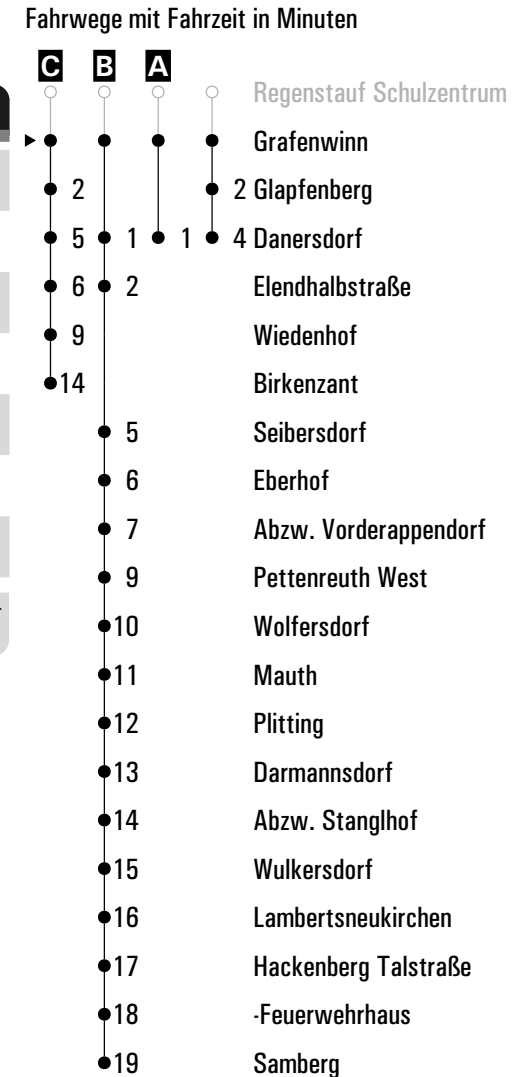 Fahrwege mit Fahrzeit in Minuten
C B A
Regenstauf Schulzentrum
Grafenwinn
2 2 Glapfenberg
5 1 1 4 Danersdorf
6 2 Elendhalbstraße
9 Wiedenhof
14 Birkenzant
5 Seibersdorf
6 Eberhof
7 Abzw. Vorderappendorf
9 Pettenreuth West
10 Wolfersdorf
11 Mauth
12 Plitting
13 Darmannsdorf
14 Abzw. Stanglhof
15 Wulkersdorf
16 Lambertsneukirchen
17 Hackenberg Talstraße
18 -Feuerwehrhaus
19 Samberg